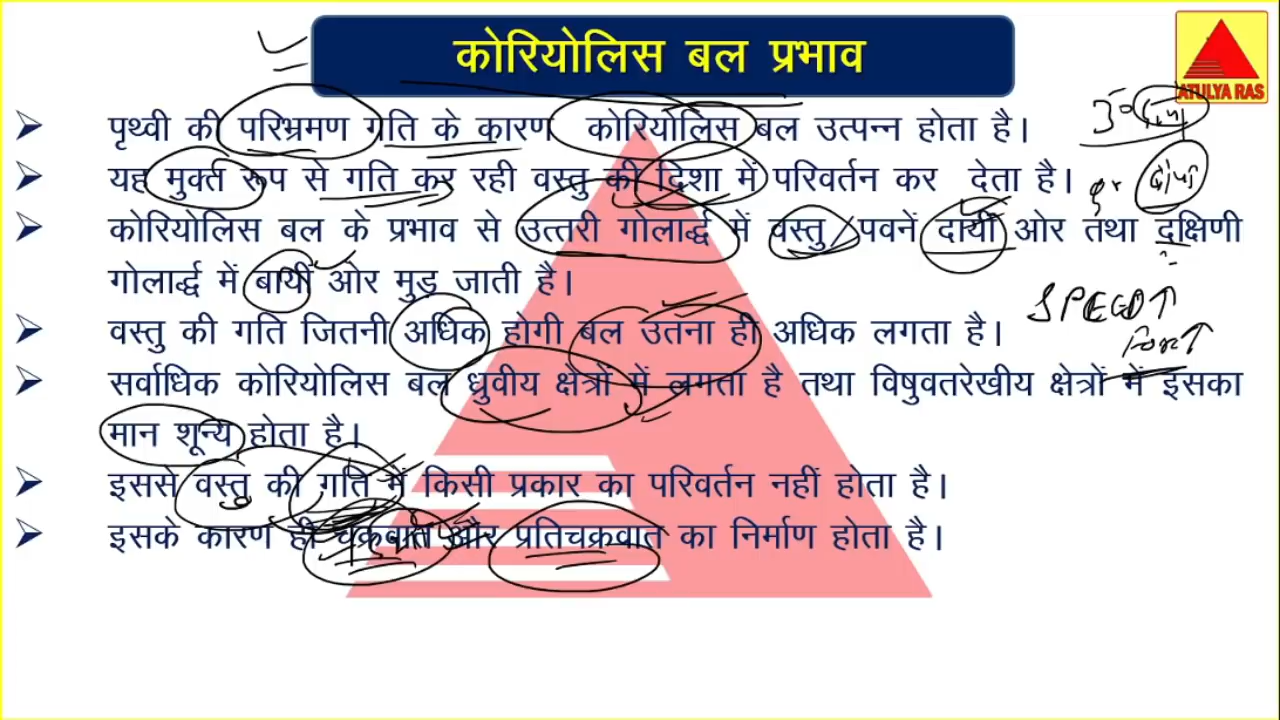 कोरियोलिस बल प्रभाव
ATULYA RAS
पृथ्वी की परिभ्रमण गति के कारण कोरियोलिस बल उत्पन्न होता है।
यह मुक्त रूप से गति कर रही वस्तु की दिशा में परिवर्तन कर देता है।
कोरियोलिस बल के प्रभाव से उत्तरी गोलार्द्ध में वस्तु/पवनें दायीं ओर तथा दक्षिणी
गोलार्द्ध में बायीं ओर मुड़ जाती है।
SPEED↑
वस्तु की गति जितनी अधिक होगी बल उतना ही अधिक लगता है।
सर्वाधिक कोरियोलिस बल ध्रुवीय क्षेत्रों में लगता है तथा विषुवतरेखीय क्षेत्रों में इसका
मान शून्य होता है।
इससे वस्तु की गति में किसी प्रकार का परिवर्तन नहीं होता है।
इसके कारण ही चक्रवात और प्रतिचक्रवात का निर्माण होता है।